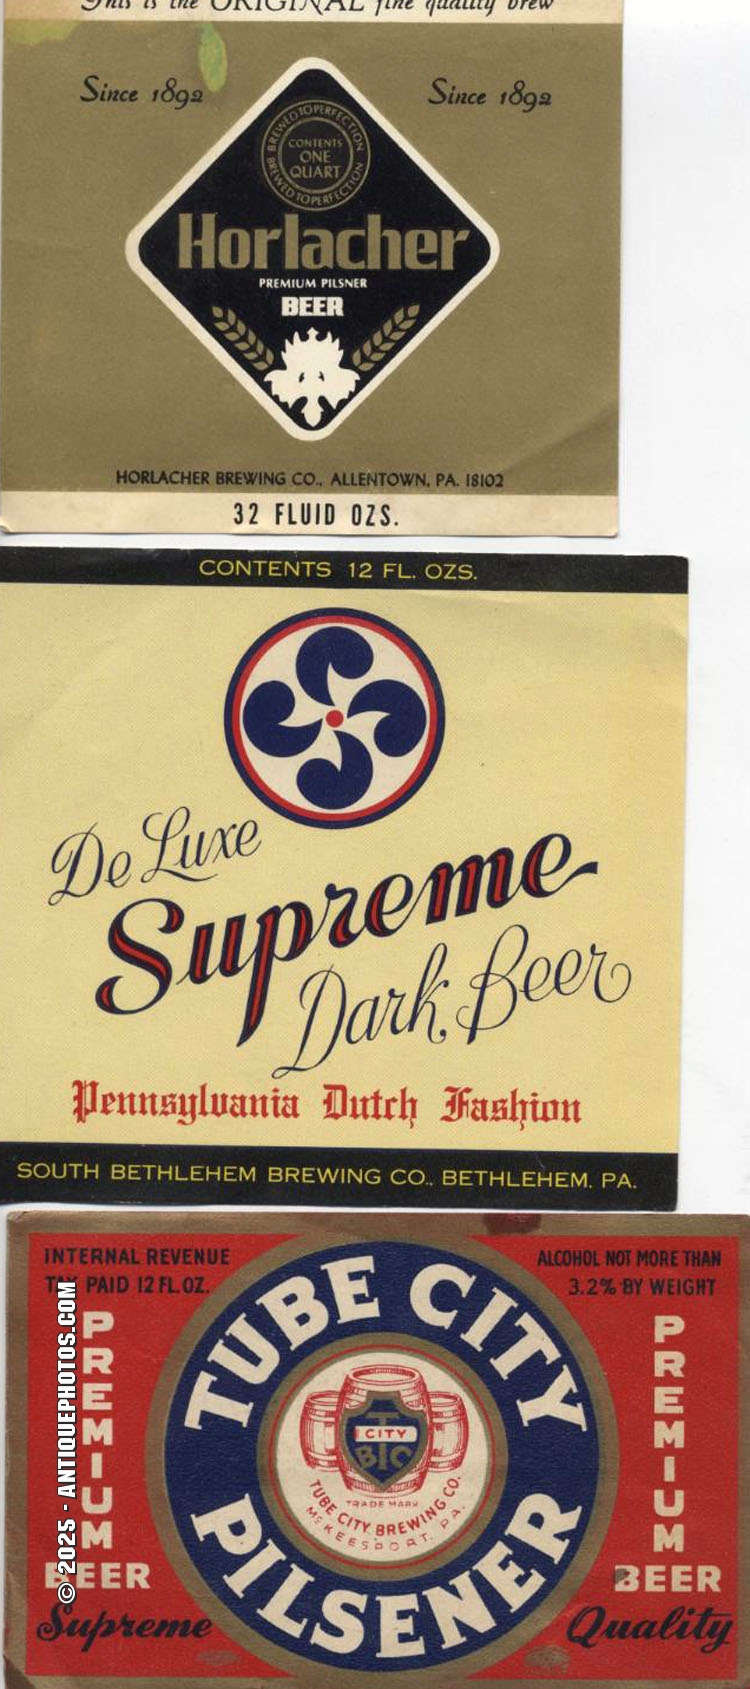 This is the ORIGINAL fine quality brew
Since 1892
Since 1892
BREWED TO PERFECTION
BREWED TO PERFECTION
CONTENTS
ONE
QUART
Horlacher
PREMIUM PILSNER
BEER
HORLACHER BREWING CO., ALLENTOWN, PA. 18102
32 FLUID OZS.
CONTENTS 12 FL. OZS.
De Luxe
Supreme
Dark Beer
Pennsylvania Dutch Fashion
SOUTH BETHLEHEM BREWING CO., BETHLEHEM, PA.
INTERNAL REVENUE
TAX PAID 12 FL. OZ.
ALCOHOL NOT MORE THAN
3.2% BY WEIGHT
TUBE CITY
PILSENER
PREMIUM
BEER
Supreme
PREMIUM
BEER
Quality
T
CITY
BC
TRADE MARK
TUBE CITY BREWING CO.
McKEESPORT, PA.
© 2025 - ANTIQUEPHOTOS.COM